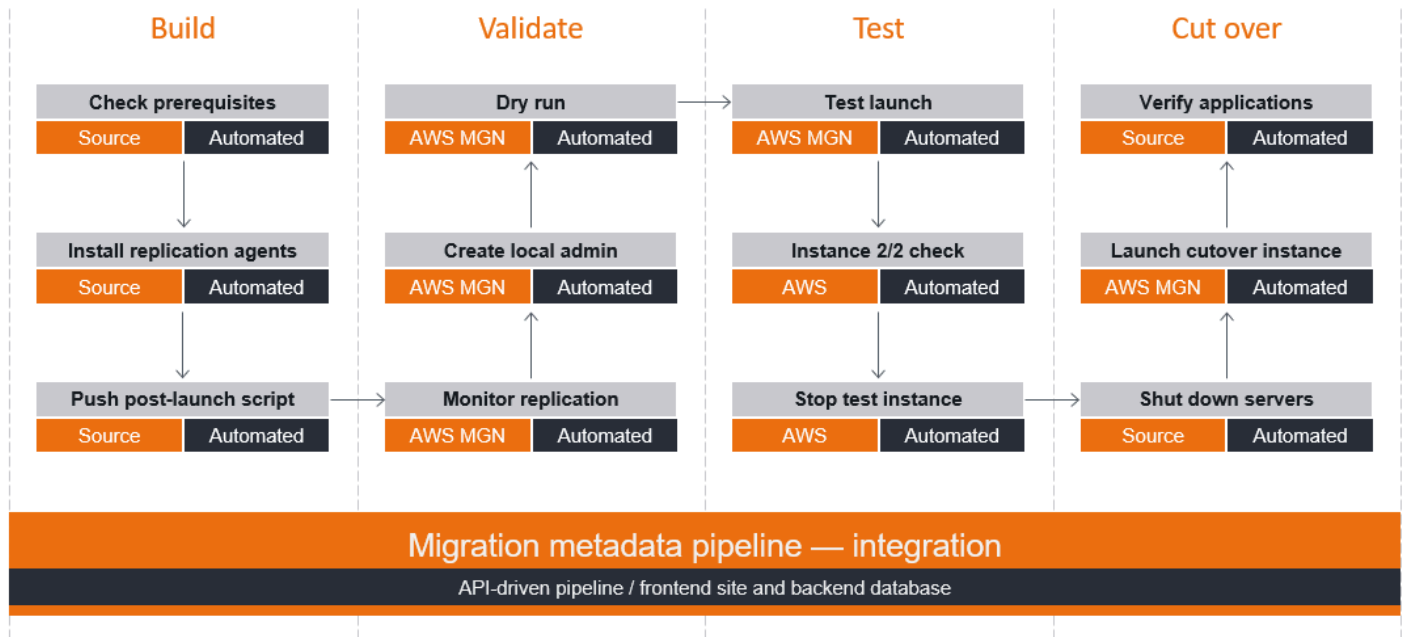 Build
Validate
Test
Cut over
Check prerequisites
Source Automated
Dry run
AWS MGN Automated
Test launch
AWS MGN Automated
Verify applications
Source Automated
Install replication agents
Source Automated
Create local admin
AWS MGN Automated
Instance 2/2 check
AWS Automated
Launch cutover instance
AWS MGN Automated
Push post-launch script
Source Automated
Monitor replication
AWS MGN Automated
Stop test instance
AWS Automated
Shut down servers
Source Automated
Migration metadata pipeline — integration
API-driven pipeline / frontend site and backend database